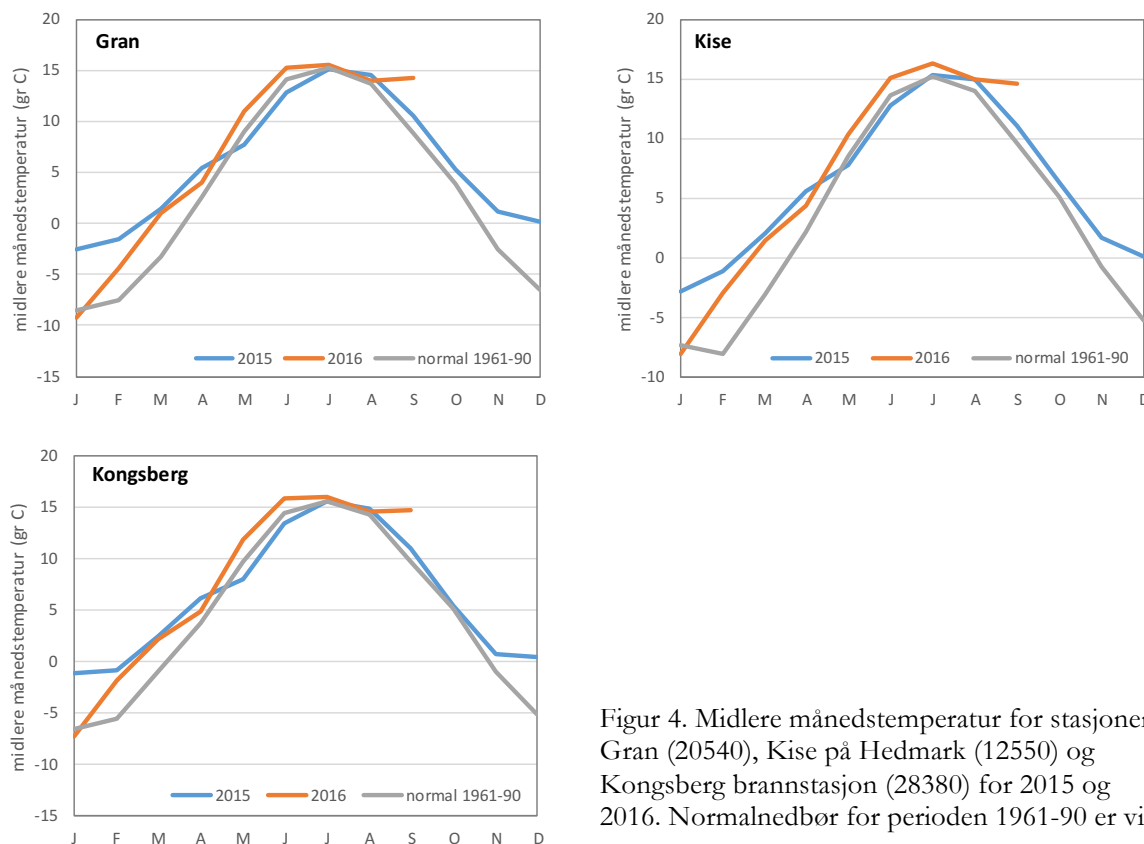 Gran
midlere månedstemperatur (gr C)
20
15
10
5
0
-5
-10
-15
2015 2016 normal 1961-90
J F M A M J J A S O N D
Kise
midlere månedstemperatur (gr C)
20
15
10
5
0
-5
-10
2015 2016 normal 1961-90
J F M A M J J A S O N D
Kongsberg
midlere månedstemperatur (gr C)
20
15
10
5
0
-5
-10
-15
2015 2016 normal 1961-90
J F M A M J J A S O N D
Figur 4. Midlere månedstemperatur for stasjonen
Gran (20540), Kise på Hedmark (12550) og
Kongsberg brannstasjon (28380) for 2015 og
2016. Normalnedbør for perioden 1961-90 er